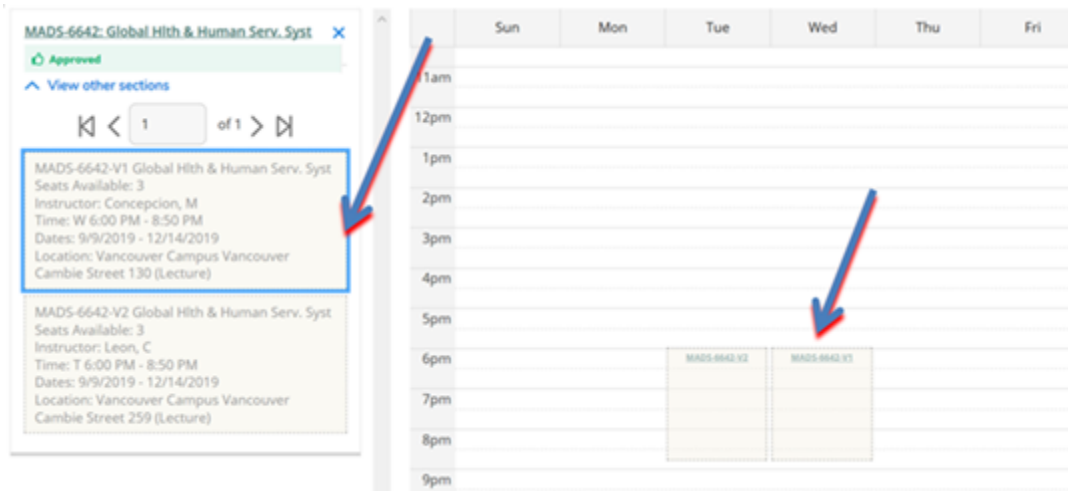 MADS-6642: Global Hlth & Human Serv. Syst
Approved
View other sections
1 of 1
MADS-6642-V1 Global Hlth & Human Serv. Syst
Seats Available: 3
Instructor: Concepcion, M
Time: W 6:00 PM - 8:50 PM
Dates: 9/9/2019 - 12/14/2019
Location: Vancouver Campus Vancouver
Cambie Street 130 (Lecture)
MADS-6642-V2 Global Hlth & Human Serv. Syst
Seats Available: 3
Instructor: Leon, C
Time: T 6:00 PM - 8:50 PM
Dates: 9/9/2019 - 12/14/2019
Location: Vancouver Campus Vancouver
Cambie Street 259 (Lecture)
Sun Mon Tue Wed Thu Fri
11am
12pm
1pm
2pm
3pm
4pm
5pm
6pm MADS-6642-V2 MADS-6642-V1
7pm
8pm
9pm